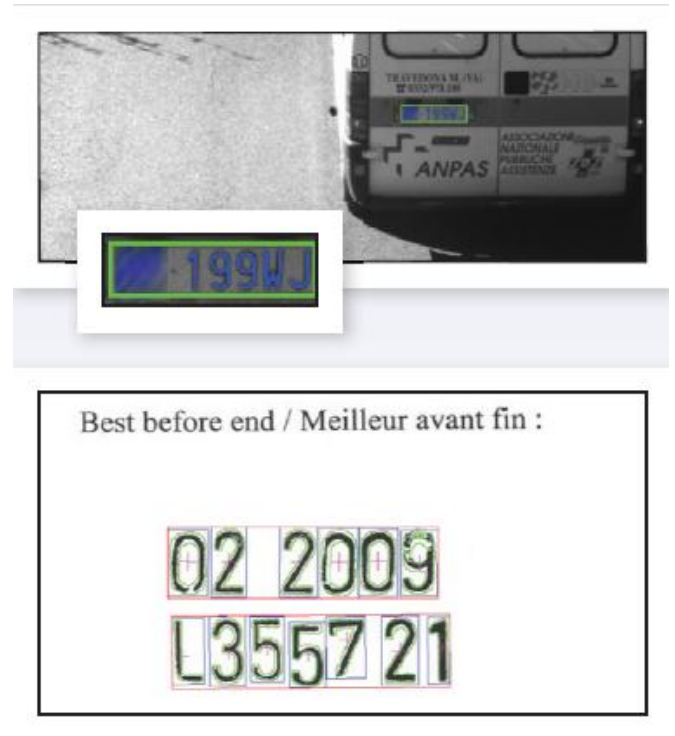 TRAVEDONA M. (VA)
ANPAS
ASSOCIAZIONE
NAZIONALE
PUBBLICHE
ASSISTENZE
199WJ
199WJ
Best before end / Meilleur avant fin :
02 2009
L355721